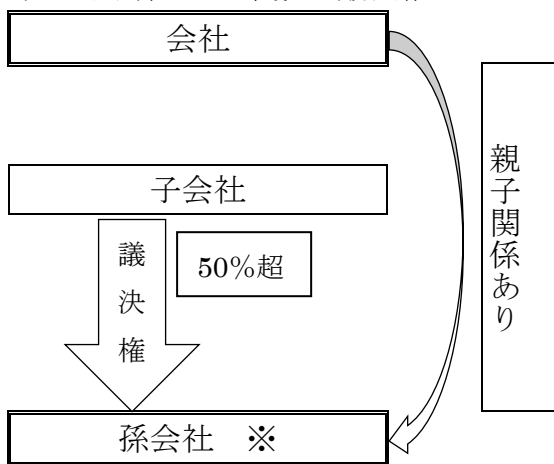 会社
子会社
議決権
50%超
親子関係あり
孫会社 ※